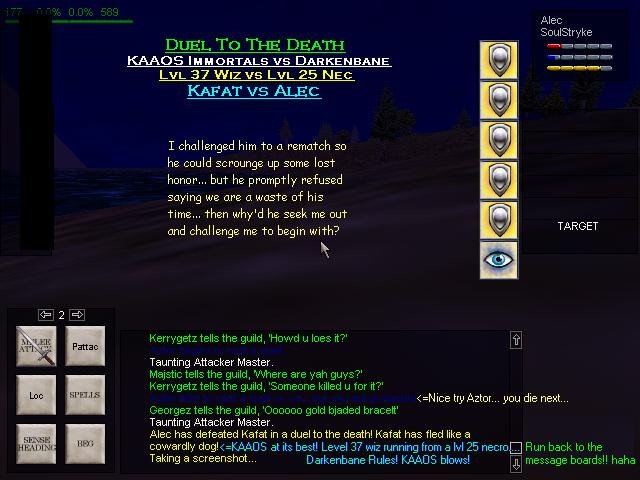 177 0.0% 0.0% 569
Alec
SoulStryke
Duel To The Death
KAAOS Immortals vs Darkenbane
Lvl 37 Wiz vs Lvl 25 Nec
Kafat vs Alec
I challenged him to a rematch so
he could scrounge up some lost
honor... but he promptly refused
saying we are a waste of his
time... then why'd he seek me out
and challenge me to begin with?
TARGET
2
MELEE ATTACK
Pattac
Loc
SPELLS
SENSE HEADING
BEG
Kerrygetz tells the guild, 'Howd u loes it?'
Taunting Attacker Master.
Majstic tells the guild, 'Where are yah guys?'
Kerrygetz tells the guild, 'Someone killed u for it?'
<=Nice try Aztor... you die next...
Georgez tells the guild, 'Oooooo gold bjaded bracelt'
Taunting Attacker Master.
Alec has defeated Kafat in a duel to the death! Kafat has fled like a
cowardly dog!<=KAAOS at its best! Level 37 wiz running from a lvl 25 necro...
Run back to the
Taking a screenshot...
Darkenbane Rules! KAAOS blows!
message boards!! haha